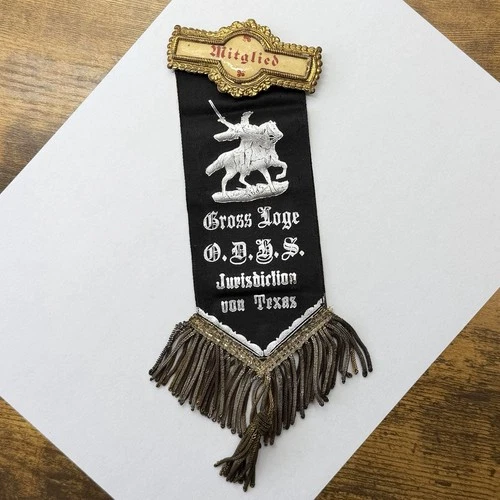 Mitglied
Gross Loge
O.D.H.S.
Jurisdiction
von Texas